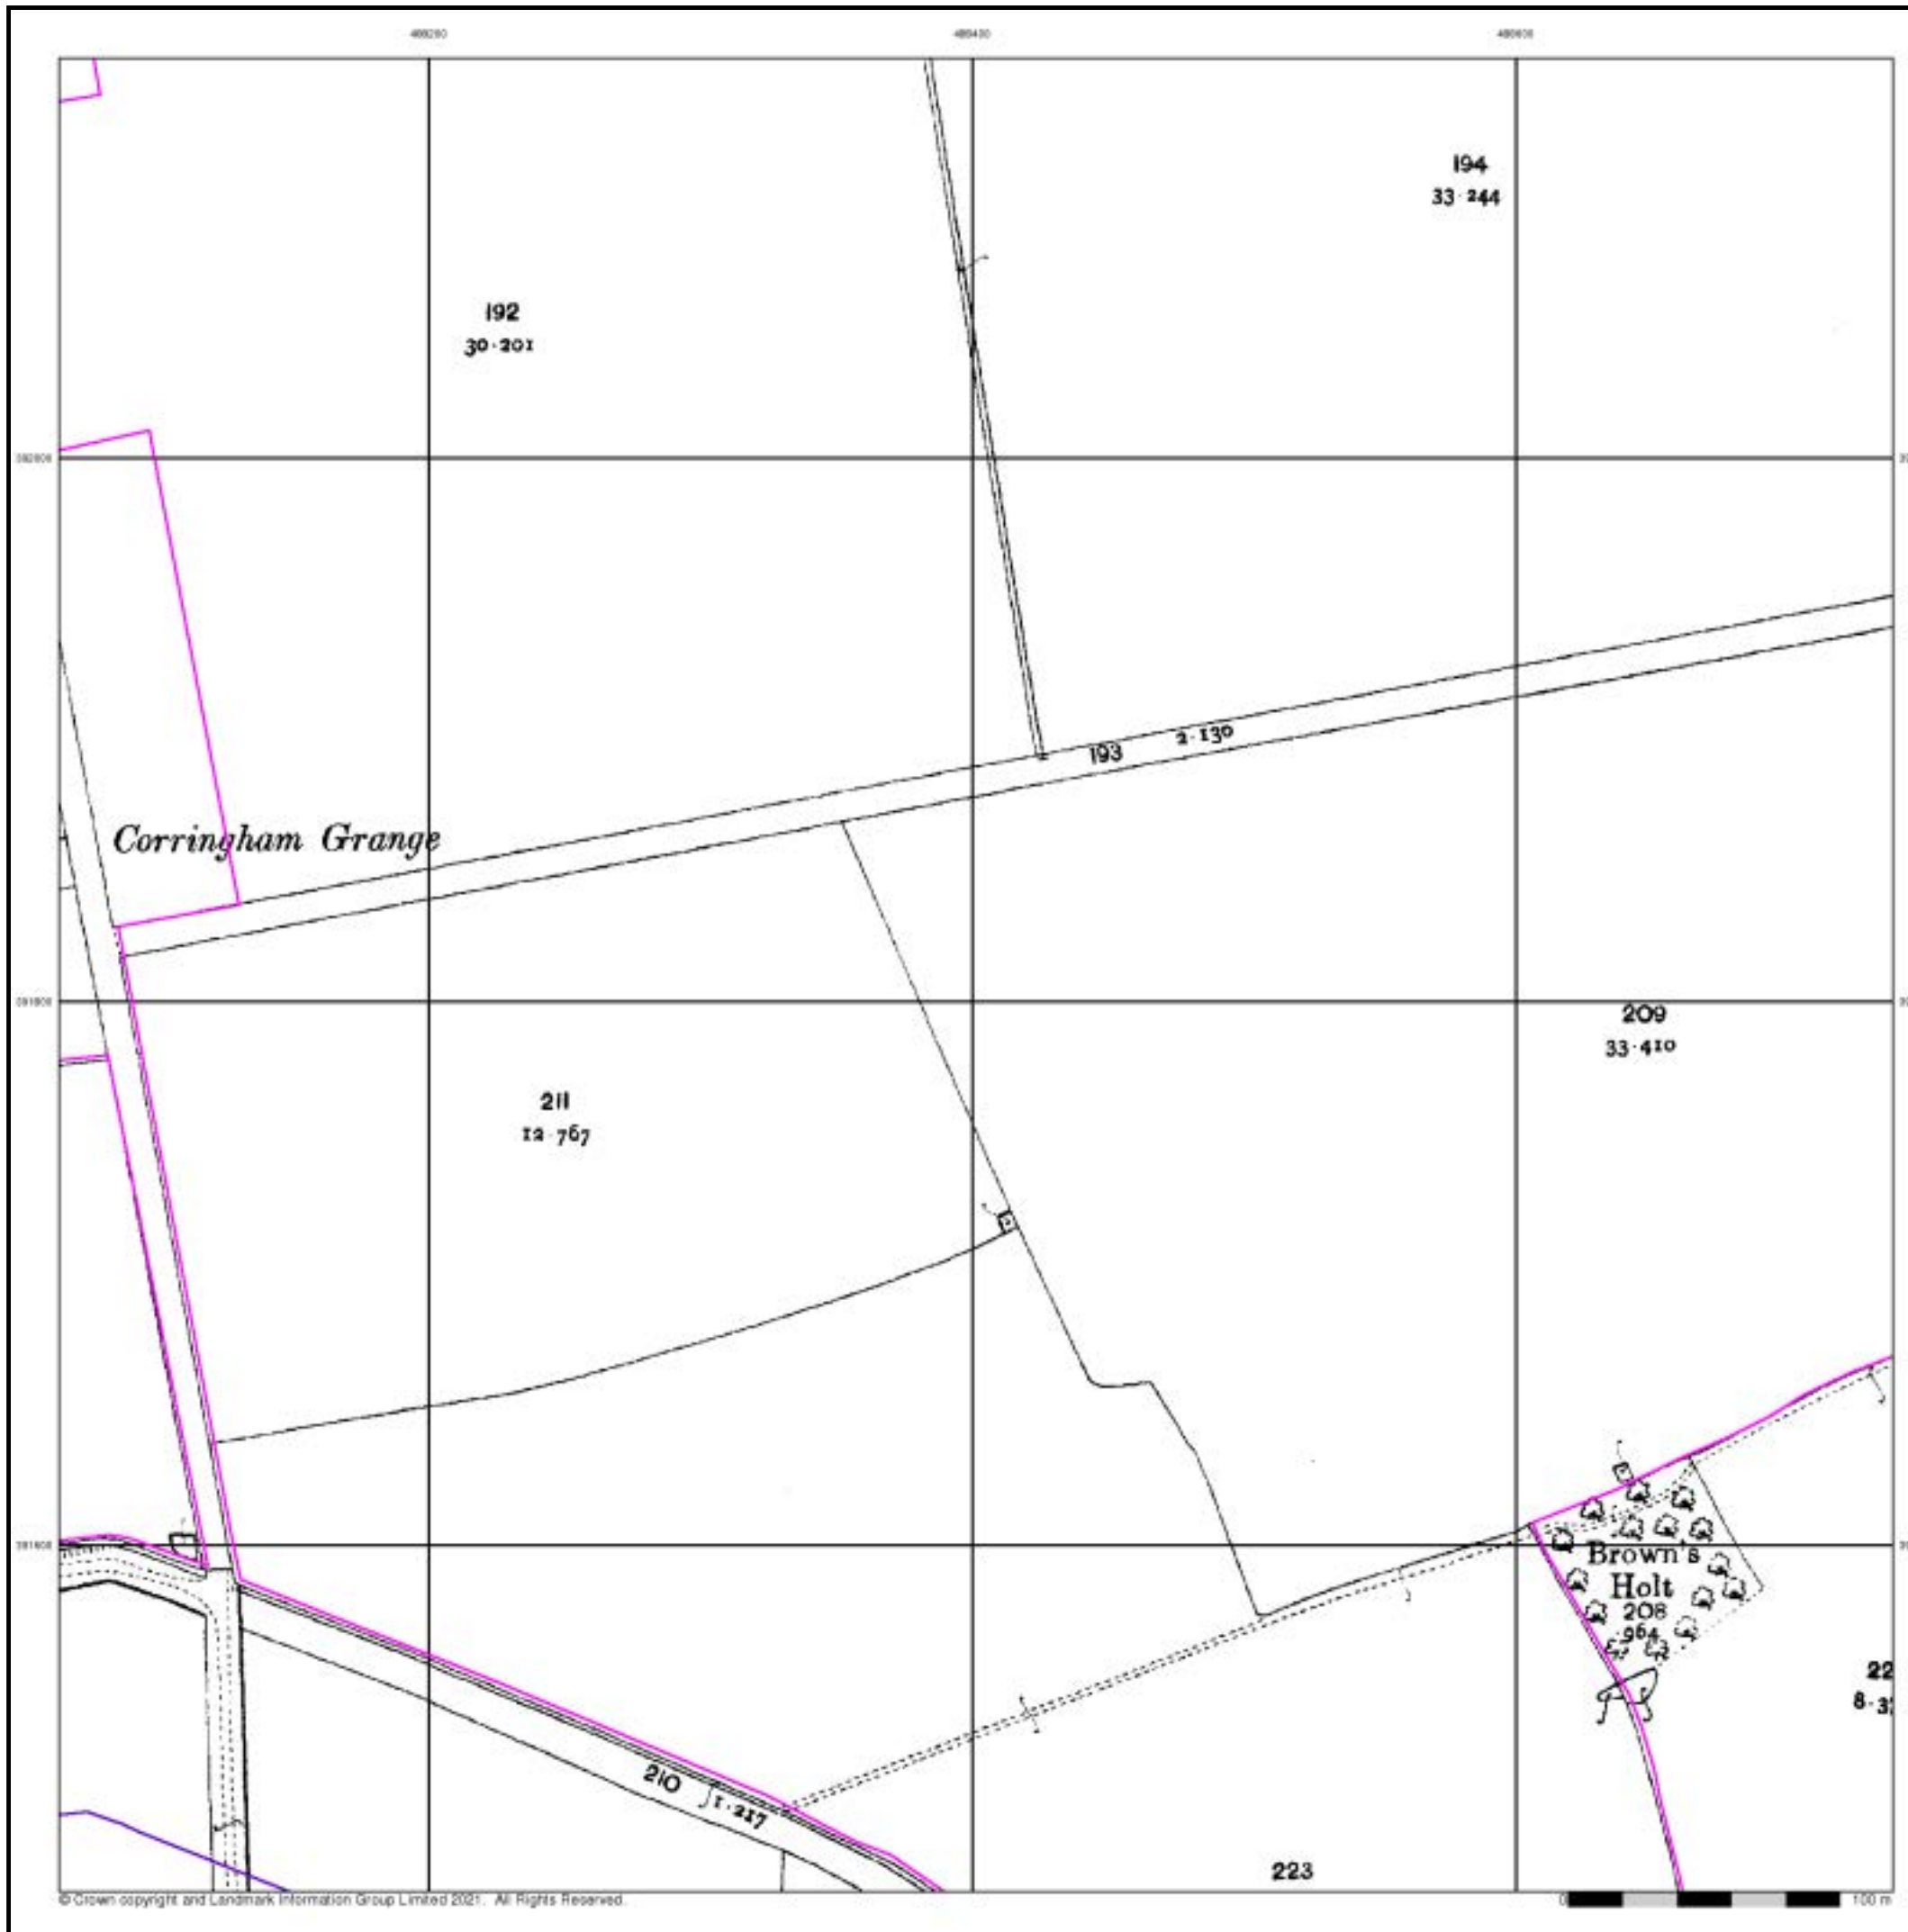 194
33·244
192
30·201
193 2·130
Corringham Grange
209
33·410
211
12·767
Brown's
Holt
208
·964
22
210 1·217
223
© Crown copyright and Landmark Information Group Limited 2021. All Rights Reserved.
0 100 m